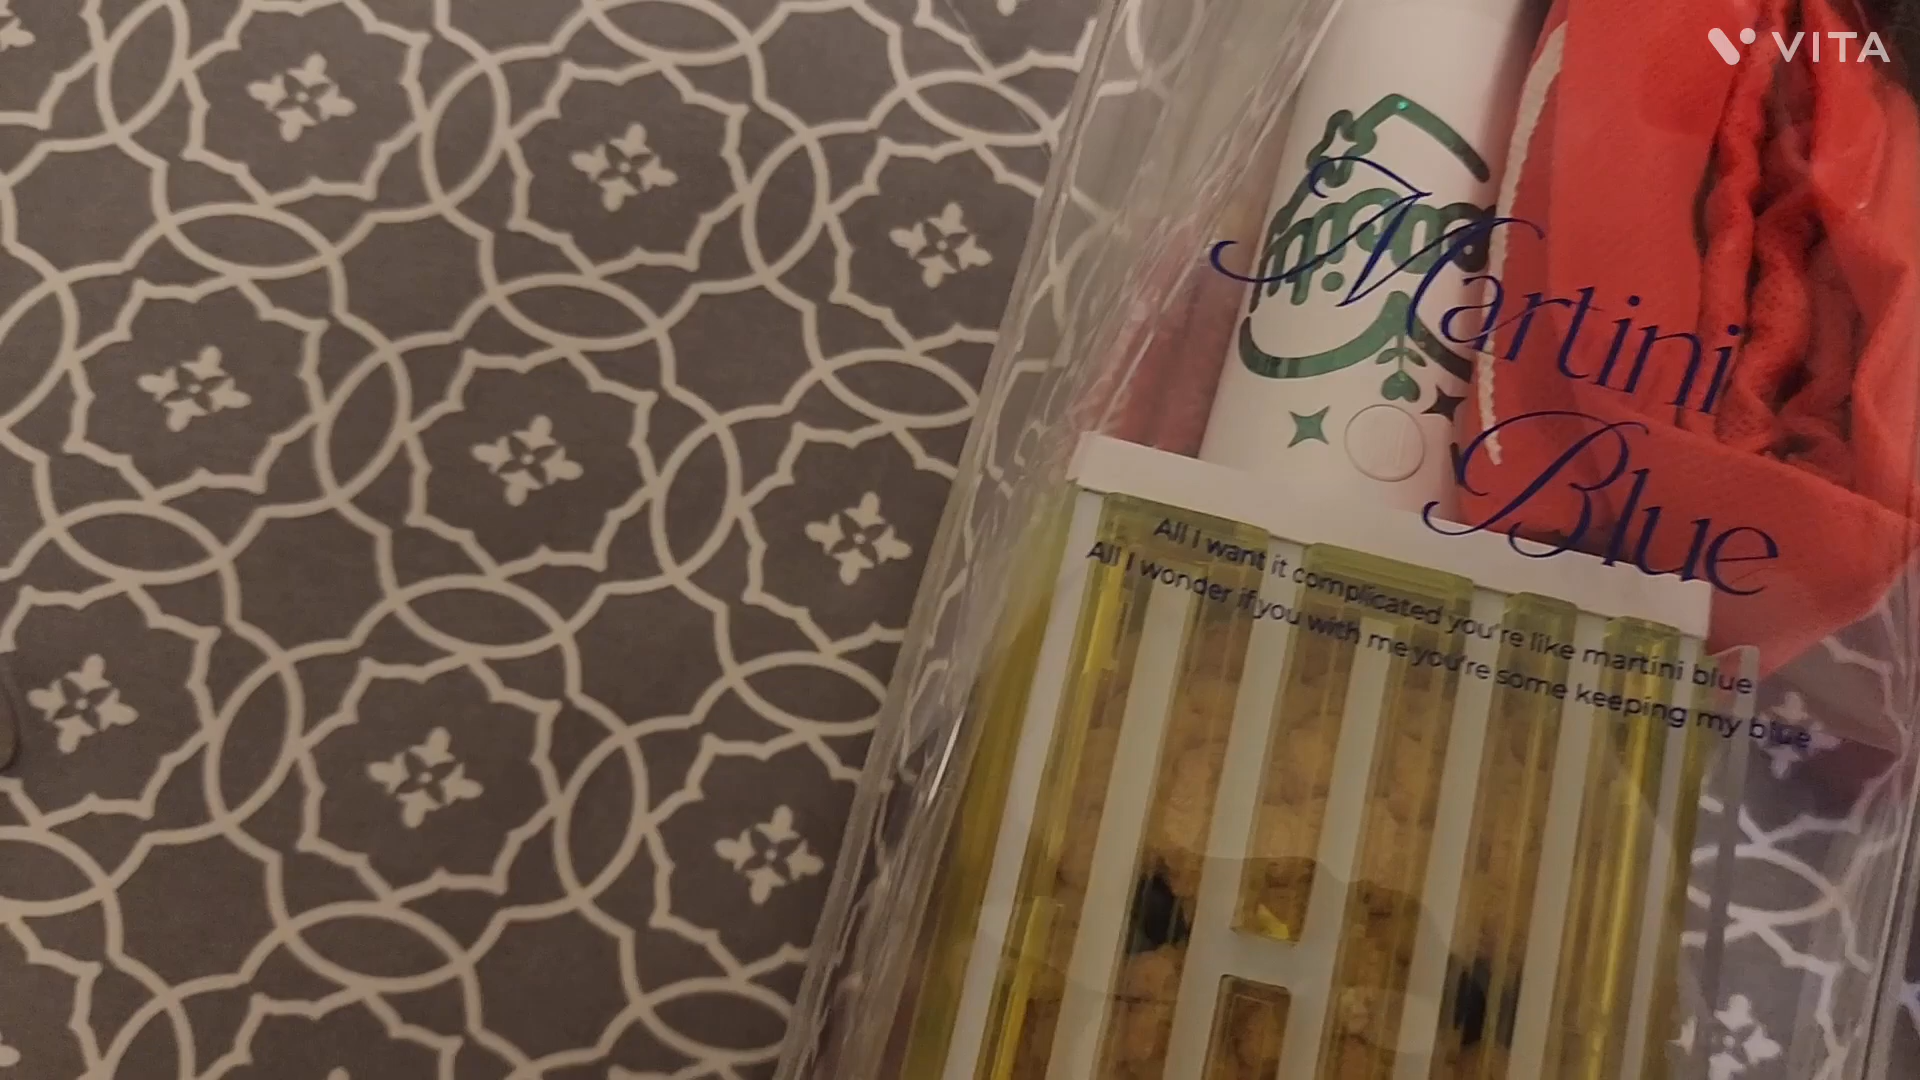 VITA
Martini
Blue
All I want it complicated you're like martini blue
All I wonder if you with me you're some keeping my blue